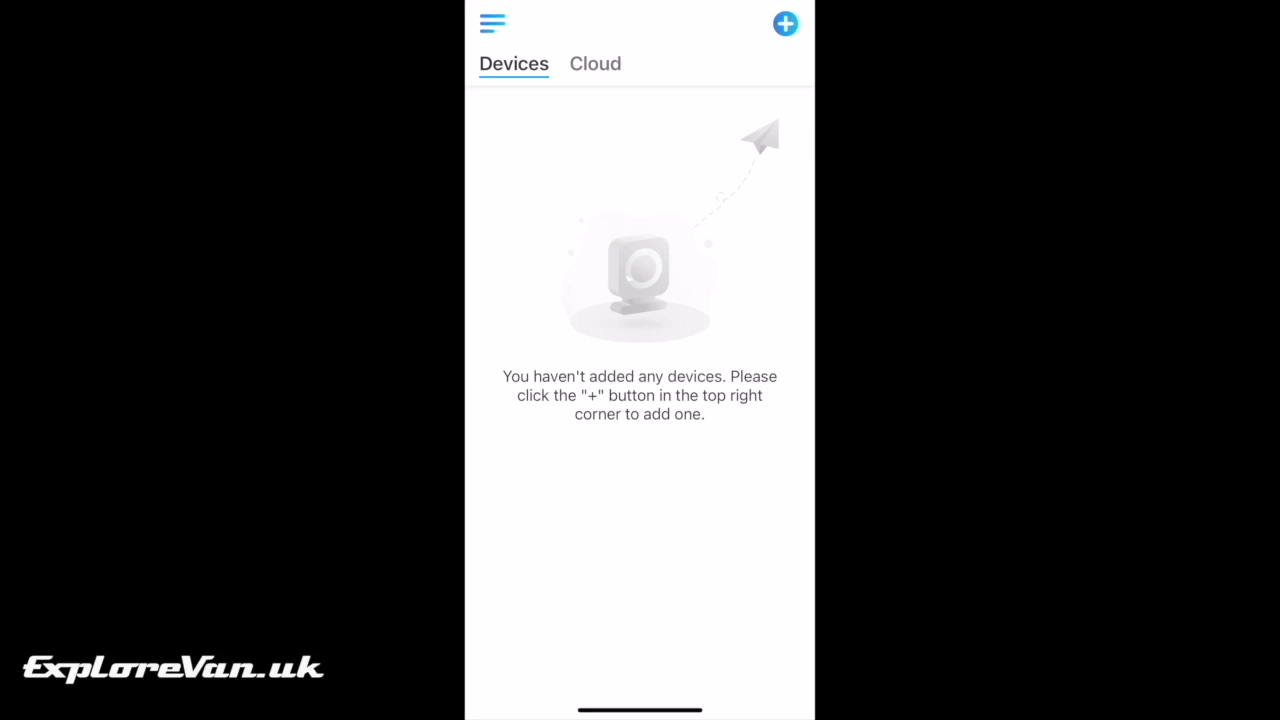 Devices Cloud
You haven't added any devices. Please
click the "+" button in the top right
corner to add one.
ExploreVan.uk